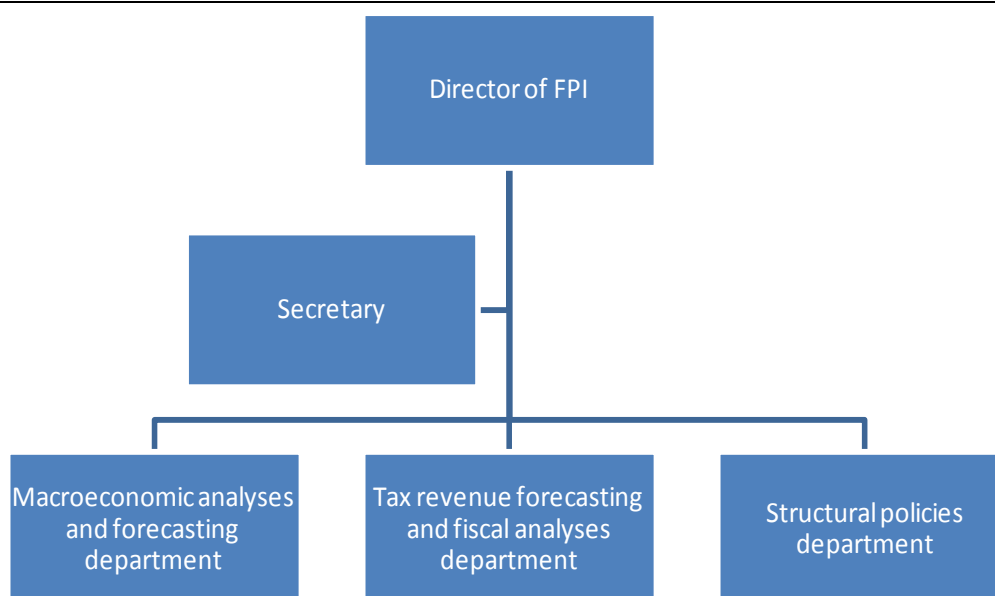 Director of FPI
Secretary
Macroeconomic analyses
and forecasting
department
Tax revenue forecasting
and fiscal analyses
department
Structural policies
department